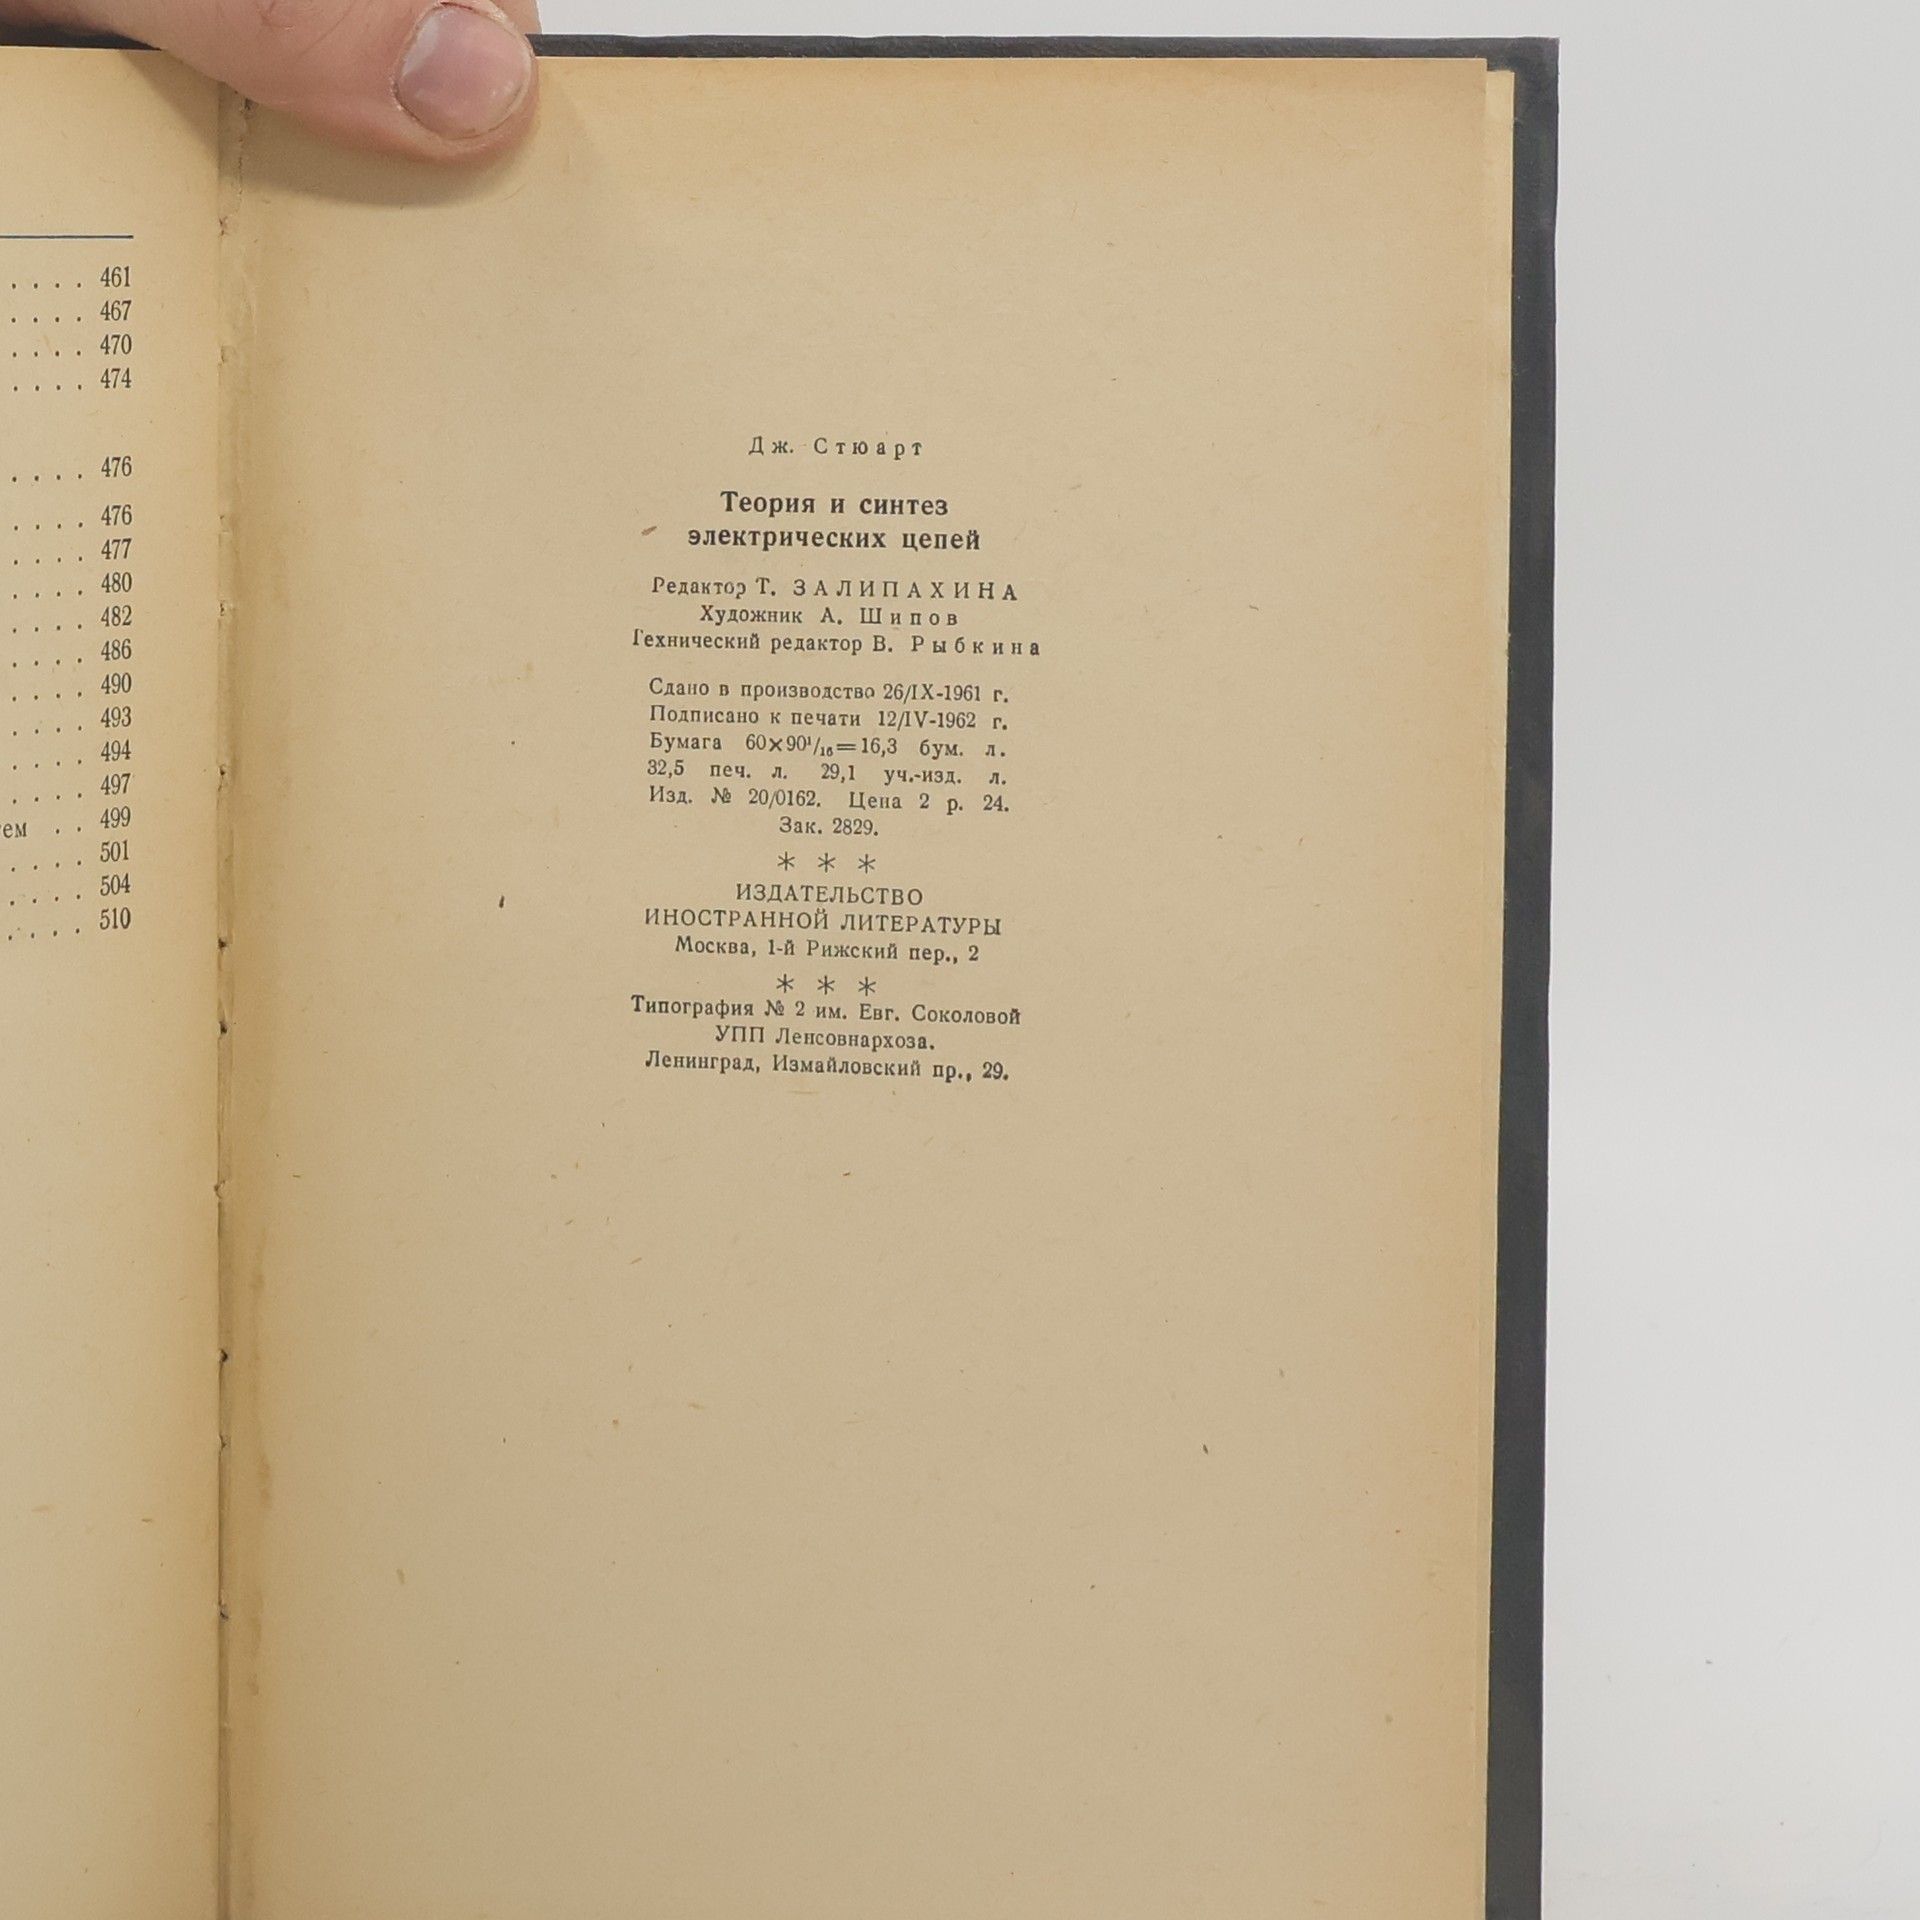 . . . . 461
. . . . 467
. . . . 470
. . . . 474
. . . . 476
. . . . 476
. . . . 477
. . . . 480
. . . . 482
. . . . 486
. . . . 490
. . . . 493
. . . . 494
. . . . 497
ем . . 499
. . . . 501
. . . . 504
. . . . 510
Дж. Стюарт
Теория и синтез
электрических цепей
Редактор Т. ЗАЛИПАХИНА
Художник А. Шипов
Технический редактор В. Рыбкина
Сдано в производство 26/IX-1961 г.
Подписано к печати 12/IV-1962 г.
Бумага 60×90¹/₁₆=16,3 бум. л.
32,5 печ. л. 29,1 уч.-изд. л.
Изд. № 20/0162. Цена 2 р. 24.
Зак. 2829.
* * *
ИЗДАТЕЛЬСТВО
ИНОСТРАННОЙ ЛИТЕРАТУРЫ
Москва, 1-й Рижский пер., 2
* * *
Типография № 2 им. Евг. Соколовой
УПП Ленсовнархоза.
Ленинград, Измайловский пр., 29.